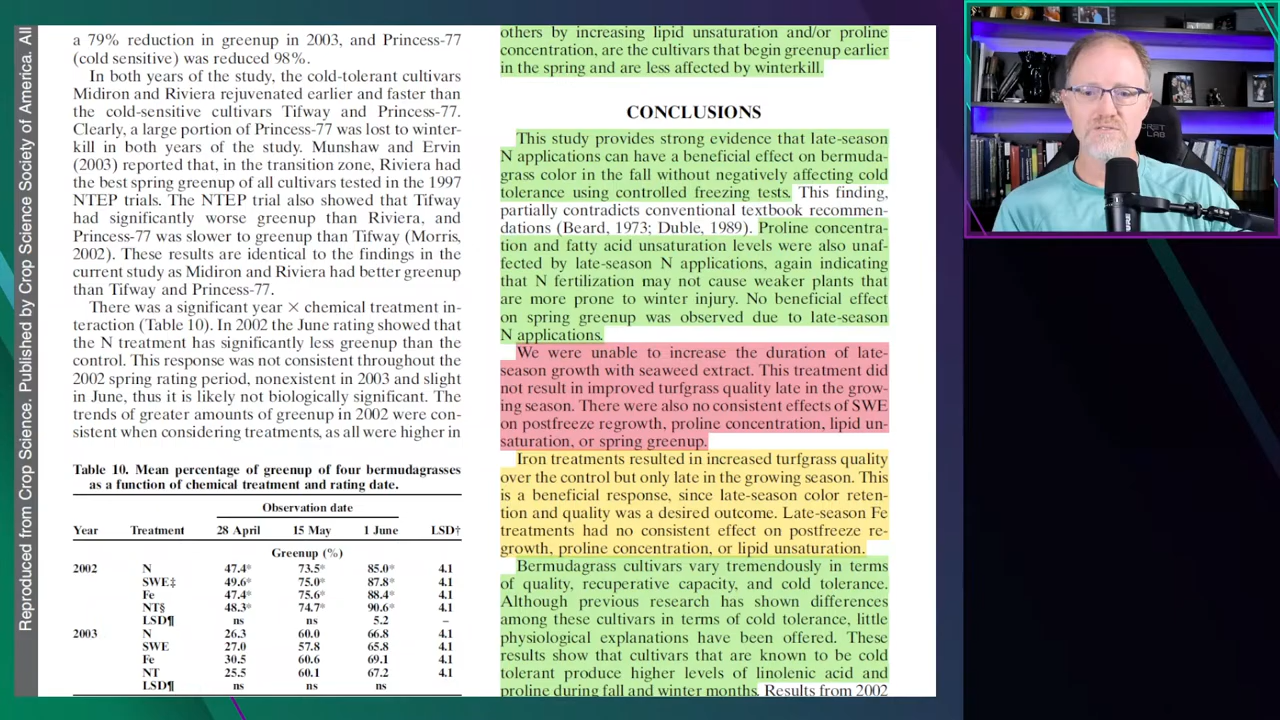 Reproduced from Crop Science. Published by Crop Science Society of America. All
a 79% reduction in greenup in 2003, and Princess-77
(cold sensitive) was reduced 98%.
In both years of the study, the cold-tolerant cultivars
Midiron and Riviera rejuvenated earlier and faster than
the cold-sensitive cultivars Tifway and Princess-77.
Clearly, a large portion of Princess-77 was lost to winter-
kill in both years of the study. Munshaw and Ervin
(2003) reported that, in the transition zone, Riviera had
the best spring greenup of all cultivars tested in the 1997
NTEP trials. The NTEP trial also showed that Tifway
had significantly worse greenup than Riviera, and
Princess-77 was slower to greenup than Tifway (Morris,
2002). These results are identical to the findings in the
current study as Midiron and Riviera had better greenup
than Tifway and Princess-77.
There was a significant year × chemical treatment in-
teraction (Table 10). In 2002 the June rating showed that
the N treatment has significantly less greenup than the
control. This response was not consistent throughout the
2002 spring rating period, nonexistent in 2003 and slight
in June, thus it is likely not biologically significant. The
trends of greater amounts of greenup in 2002 were con-
sistent when considering treatments, as all were higher in
Table 10. Mean percentage of greenup of four bermudagrasses
as a function of chemical treatment and rating date.
Observation date
Year Treatment 28 April 15 May 1 June LSD†
Greenup (%)
2002 N 47.4* 73.5* 85.0* 4.1
SWE‡ 49.6* 75.0* 87.8* 4.1
Fe 47.4* 75.6* 88.4* 4.1
NT§ 48.3* 74.7* 90.6* 4.1
LSD¶ ns ns 5.2 –
2003 N 26.3 60.0 66.8 4.1
SWE 27.0 57.8 65.8 4.1
Fe 30.5 60.6 69.1 4.1
NT 25.5 60.1 67.2 4.1
LSD¶ ns ns ns
others by increasing lipid unsaturation and/or proline
concentration, are the cultivars that begin greenup earlier
in the spring and are less affected by winterkill.
CONCLUSIONS
This study provides strong evidence that late-season
N applications can have a beneficial effect on bermuda-
grass color in the fall without negatively affecting cold
tolerance using controlled freezing tests. This finding,
partially contradicts conventional textbook recommen-
dations (Beard, 1973; Duble, 1989). Proline concentra-
tion and fatty acid unsaturation levels were also unaf-
fected by late-season N applications, again indicating
that N fertilization may not cause weaker plants that
are more prone to winter injury. No beneficial effect
on spring greenup was observed due to late-season
N applications.
We were unable to increase the duration of late-
season growth with seaweed extract. This treatment did
not result in improved turfgrass quality late in the grow-
ing season. There were also no consistent effects of SWE
on postfreeze regrowth, proline concentration, lipid un-
saturation, or spring greenup.
Iron treatments resulted in increased turfgrass quality
over the control but only late in the growing season. This
is a beneficial response, since late-season color reten-
tion and quality was a desired outcome. Late-season Fe
treatments had no consistent effect on postfreeze re-
growth, proline concentration, or lipid unsaturation.
Bermudagrass cultivars vary tremendously in terms
of quality, recuperative capacity, and cold tolerance.
Although previous research has shown differences
among these cultivars in terms of cold tolerance, little
physiological explanations have been offered. These
results show that cultivars that are known to be cold
tolerant produce higher levels of linolenic acid and
proline during fall and winter months. Results from 2002